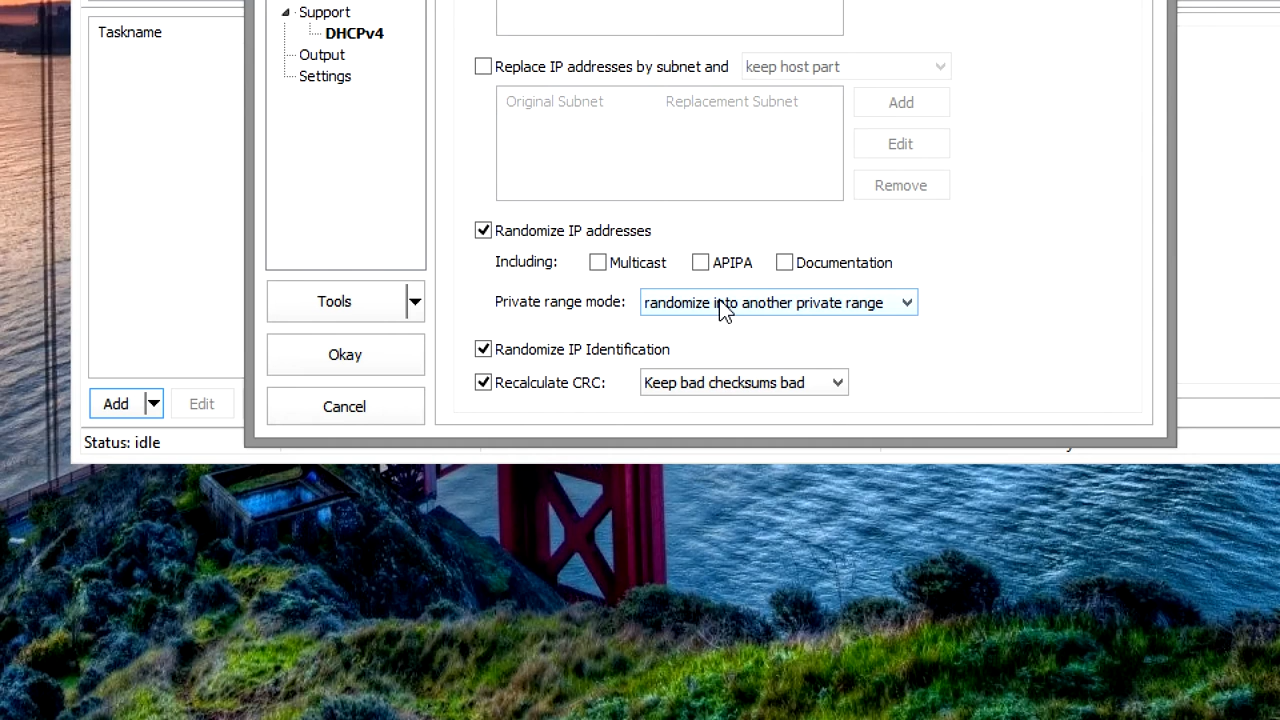 Support
Taskname
DHCPv4
Output
Settings
Replace IP addresses by subnet and keep host part
Original Subnet Replacement Subnet Add
Edit
Remove
Randomize IP addresses
Including: Multicast APIPA Documentation
Tools Private range mode: randomize into another private range
Okay Randomize IP Identification
Recalculate CRC: Keep bad checksums bad
Add Edit Cancel
Status: idle